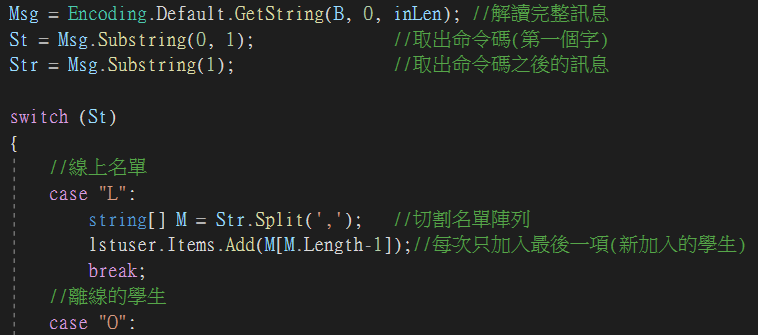 Msg = Encoding.Default.GetString(B, 0, inLen); //解讀完整訊息
St = Msg.Substring(0, 1);                //取出命令碼(第一個字)
Str = Msg.Substring(1);                  //取出命令碼之後的訊息
switch (St)
{
    //線上名單
    case "L":
        string[] M = Str.Split(',');   //切割名單陣列
        lstuser.Items.Add(M[M.Length-1]);//每次只加入最後一項(新加入的學生)
        break;
    //離線的學生
    case "O":